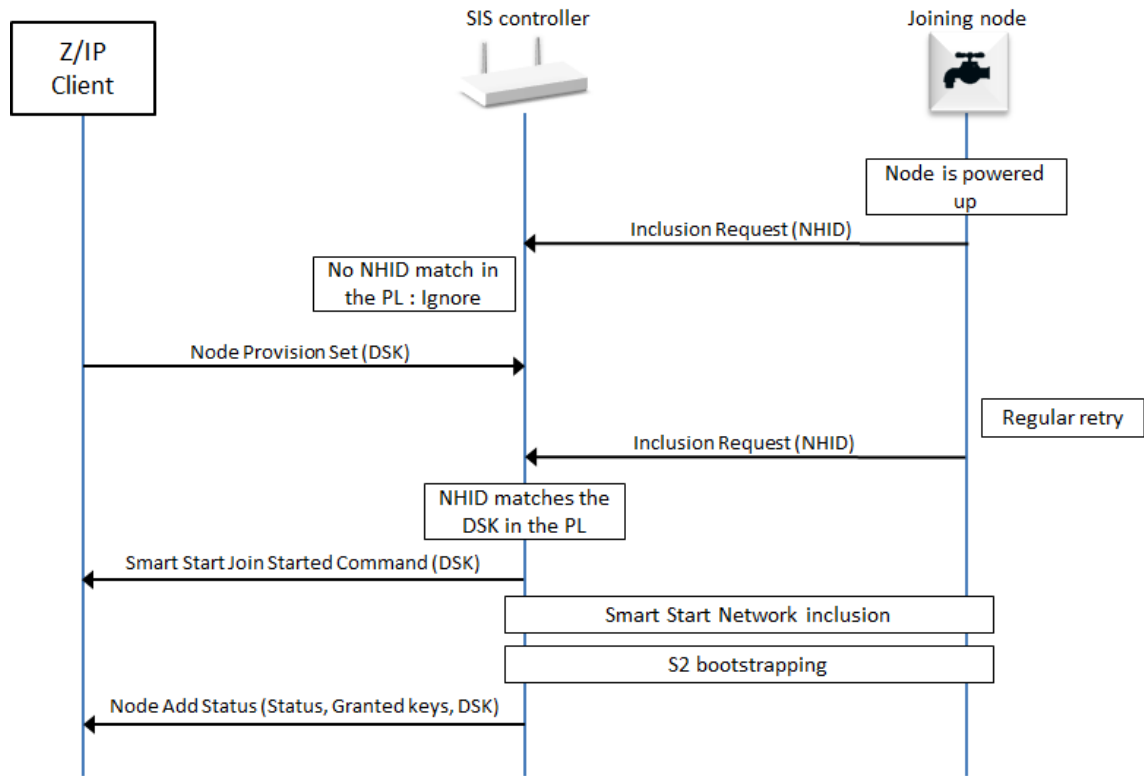 SIS controller
Joining node
Z/IP
Client
Node is powered
up
Inclusion Request (NHID)
No NHID match in
the PL : Ignore
Node Provision Set (DSK)
Regular retry
Inclusion Request (NHID)
NHID matches the
DSK in the PL
Smart Start Join Started Command (DSK)
Smart Start Network inclusion
S2 bootstrapping
Node Add Status (Status, Granted keys, DSK)